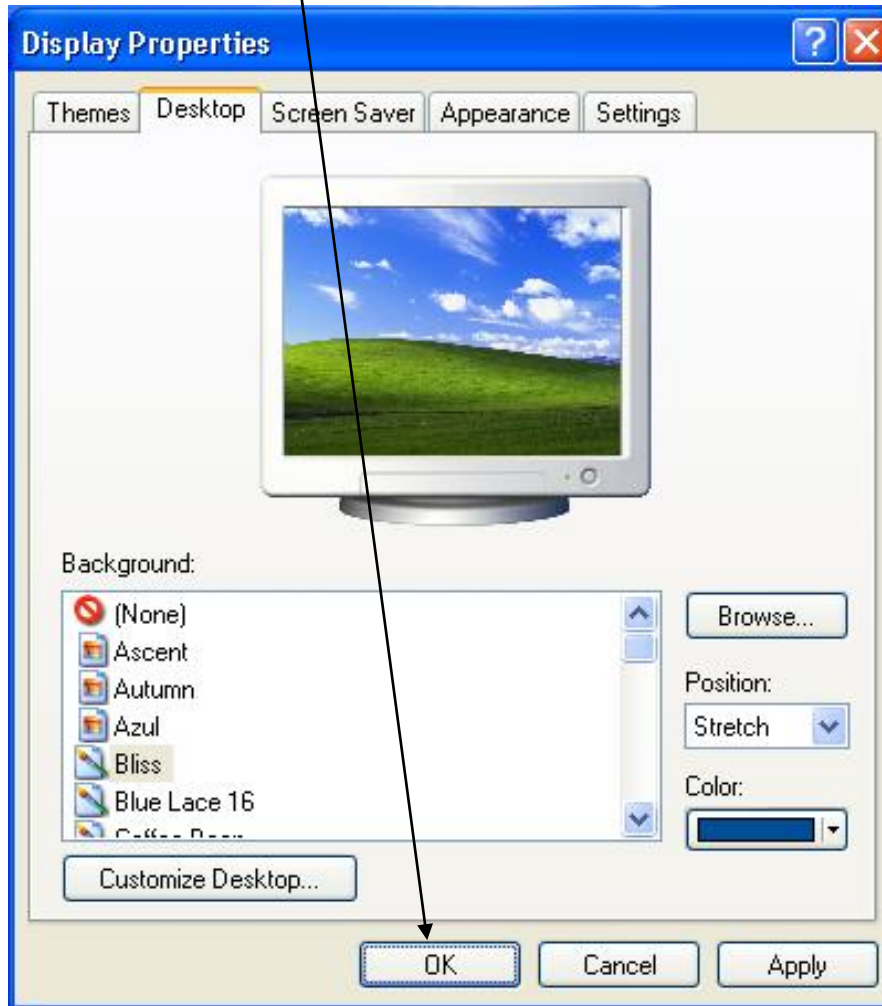 Display Properties
Themes Desktop Screen Saver Appearance Settings
Background:
(None)
Ascent
Autumn
Azul
Bliss
Blue Lace 16
Browse...
Position:
Stretch
Color:
Customize Desktop...
OK Cancel Apply